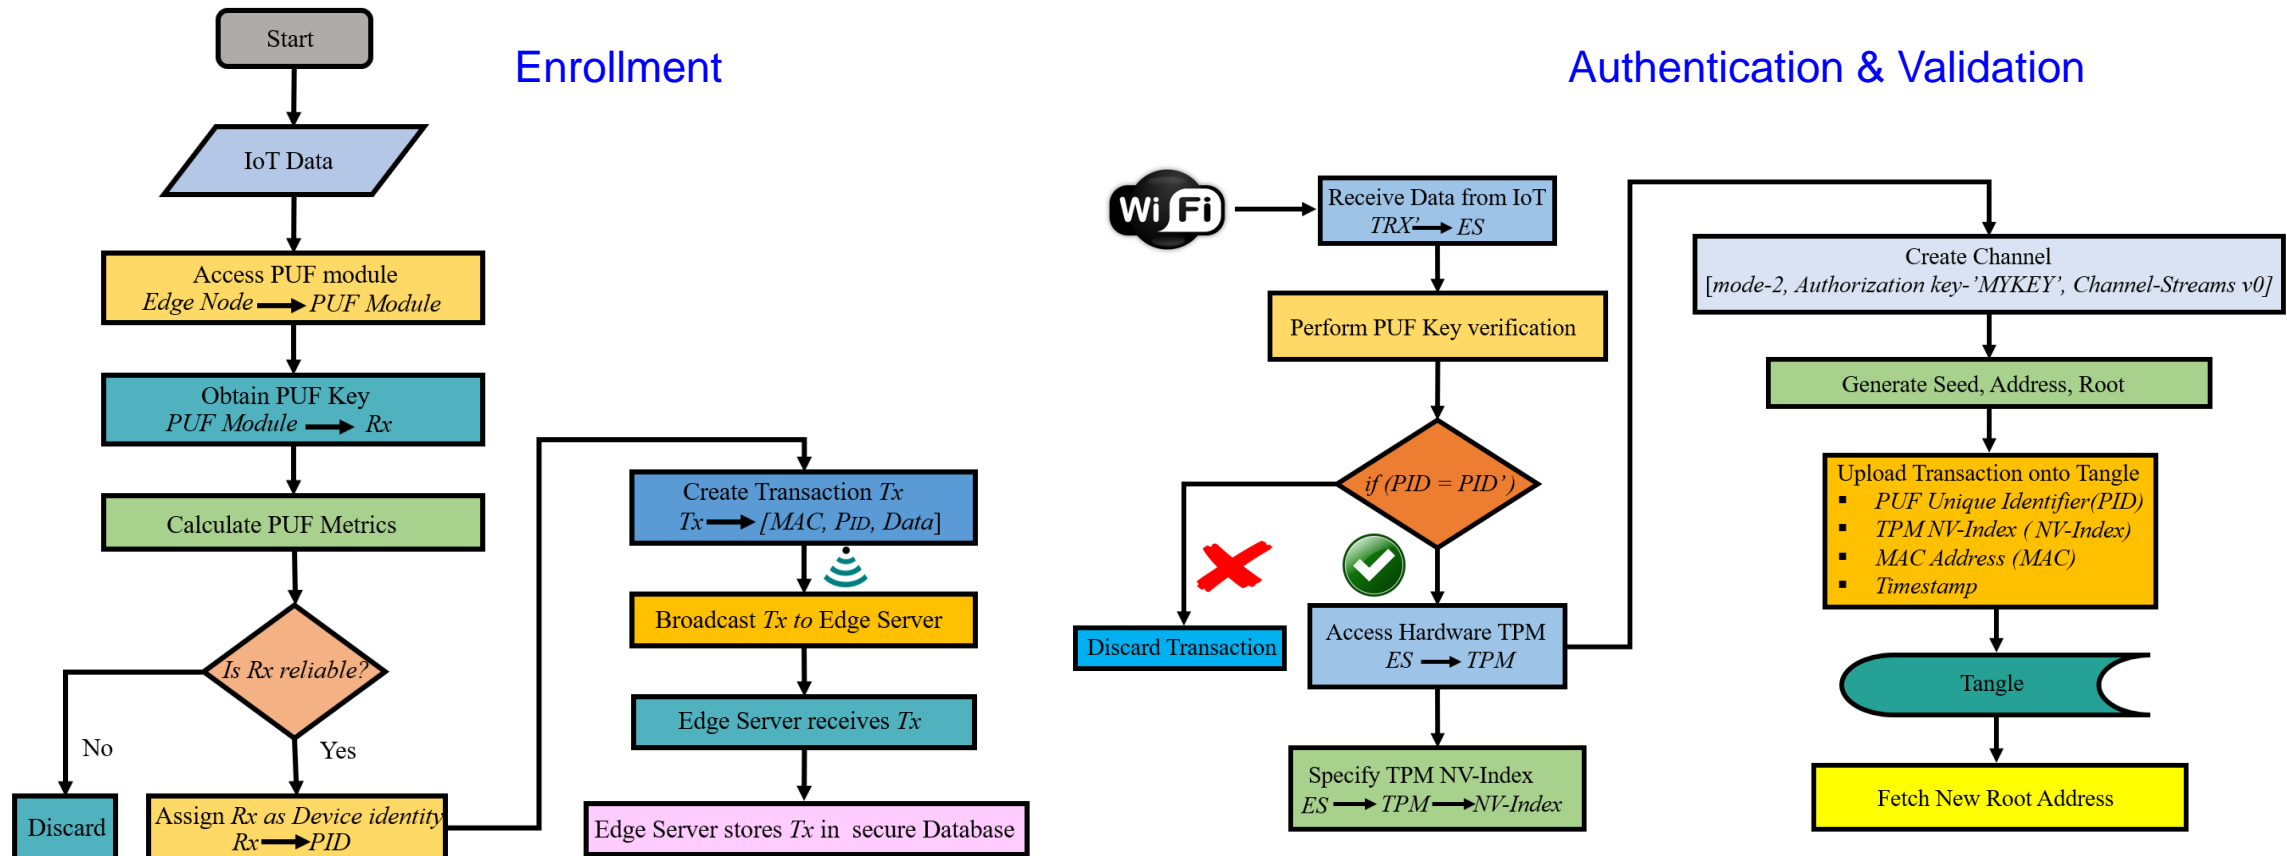 Enrollment
Authentication & Validation
Start
IoT Data
Access PUF module
Edge Node PUF Module
Obtain PUF Key
PUF Module Rx
Calculate PUF Metrics
Is Rx reliable?
No
Yes
Discard
Assign Rx as Device identity
Rx PID
Create Transaction Tx
Tx [MAC, PID, Data]
Broadcast Tx to Edge Server
Edge Server receives Tx
Edge Server stores Tx in secure Database
Wi Fi
Receive Data from IoT
TRX' ES
Perform PUF Key verification
if (PID = PID')
Discard Transaction
Access Hardware TPM
ES TPM
Specify TPM NV-Index
ES TPM NV-Index
Create Channel
[mode-2, Authorization key-'MYKEY', Channel-Streams v0]
Generate Seed, Address, Root
Upload Transaction onto Tangle
▪ PUF Unique Identifier(PID)
▪ TPM NV-Index ( NV-Index)
▪ MAC Address (MAC)
▪ Timestamp
Tangle
Fetch New Root Address